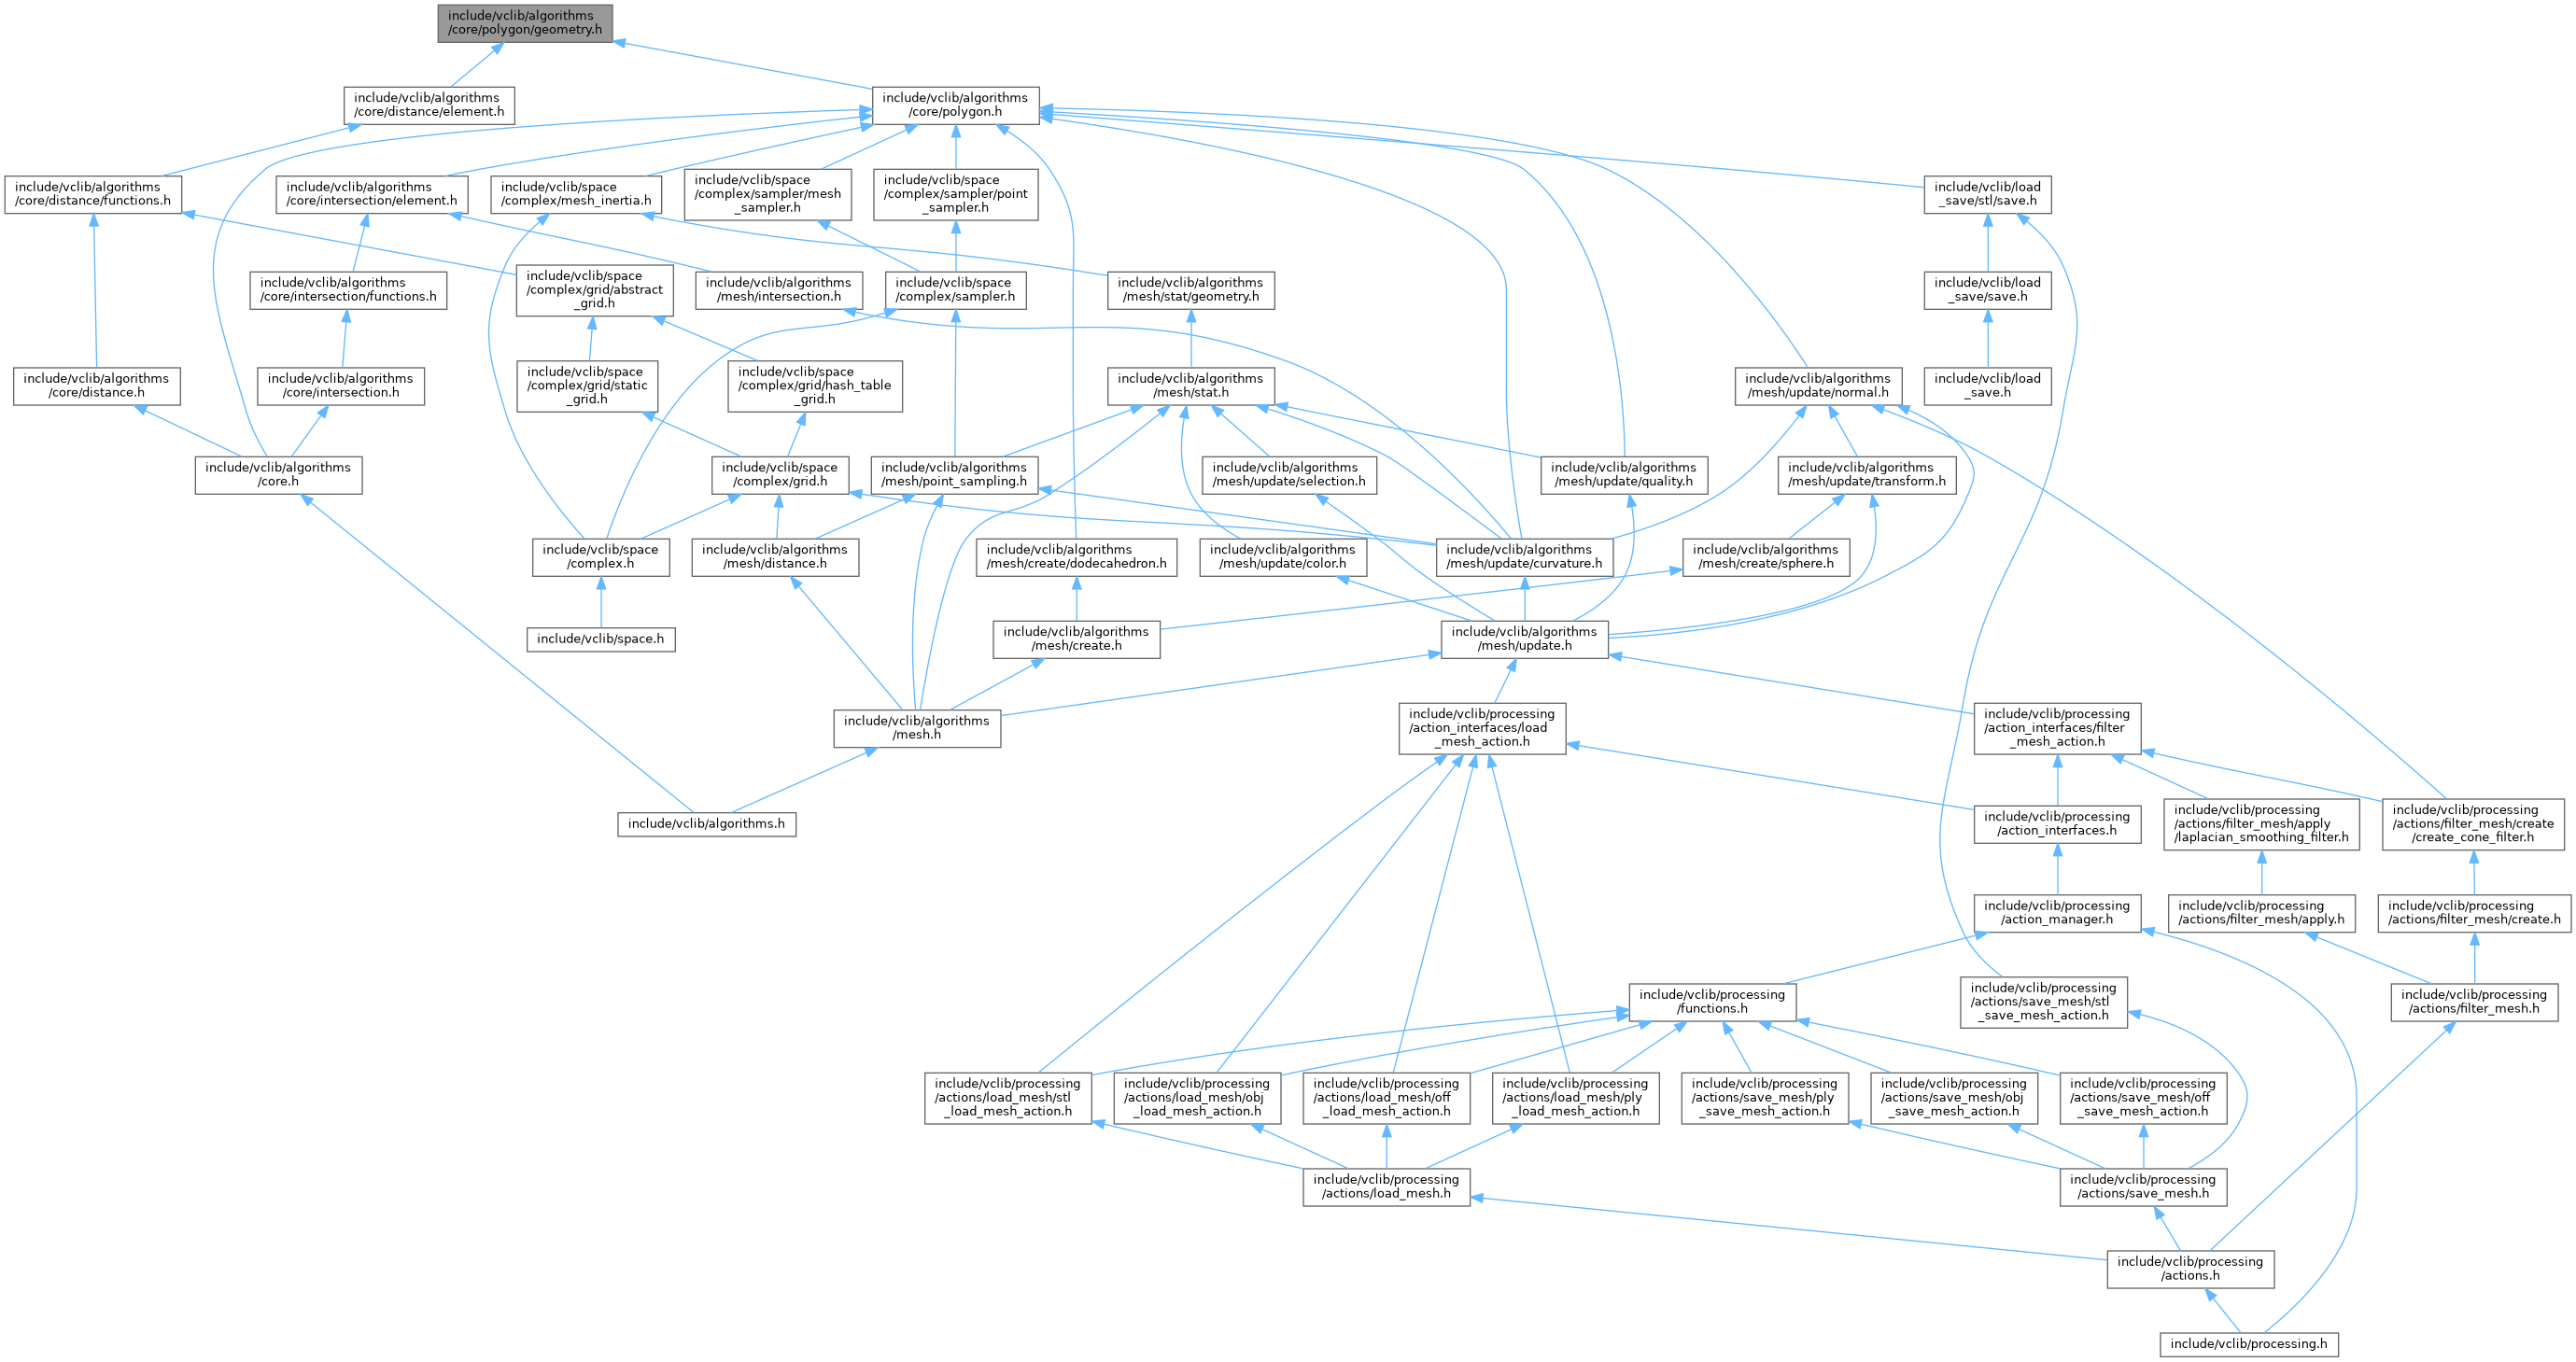 include/vclib/algorithms
/core/polygon/geometry.h
include/vclib/algorithms
/core/distance/element.h
include/vclib/algorithms
/core/polygon.h
include/vclib/algorithms
/core/distance/functions.h
include/vclib/algorithms
/core/intersection/element.h
include/vclib/space
/complex/mesh_inertia.h
include/vclib/space
/complex/sampler/mesh
_sampler.h
include/vclib/space
/complex/sampler/point
_sampler.h
include/vclib/load
_save/stl/save.h
include/vclib/algorithms
/core/intersection/functions.h
include/vclib/space
/complex/grid/abstract
_grid.h
include/vclib/algorithms
/mesh/intersection.h
include/vclib/space
/complex/sampler.h
include/vclib/algorithms
/mesh/stat/geometry.h
include/vclib/load
_save/save.h
include/vclib/algorithms
/core/distance.h
include/vclib/algorithms
/core/intersection.h
include/vclib/space
/complex/grid/static
_grid.h
include/vclib/space
/complex/grid/hash_table
_grid.h
include/vclib/algorithms
/mesh/stat.h
include/vclib/algorithms
/mesh/update/normal.h
include/vclib/load
_save.h
include/vclib/algorithms
/core.h
include/vclib/space
/complex/grid.h
include/vclib/algorithms
/mesh/point_sampling.h
include/vclib/algorithms
/mesh/update/selection.h
include/vclib/algorithms
/mesh/update/quality.h
include/vclib/algorithms
/mesh/update/transform.h
include/vclib/space
/complex.h
include/vclib/algorithms
/mesh/distance.h
include/vclib/algorithms
/mesh/create/dodecahedron.h
include/vclib/algorithms
/mesh/update/color.h
include/vclib/algorithms
/mesh/update/curvature.h
include/vclib/algorithms
/mesh/create/sphere.h
include/vclib/space.h
include/vclib/algorithms
/mesh/create.h
include/vclib/algorithms
/mesh/update.h
include/vclib/algorithms
/mesh.h
include/vclib/processing
/action_interfaces/load
_mesh_action.h
include/vclib/processing
/action_interfaces/filter
_mesh_action.h
include/vclib/algorithms.h
include/vclib/processing
/action_interfaces.h
include/vclib/processing
/actions/filter_mesh/apply
/laplacian_smoothing_filter.h
include/vclib/processing
/actions/filter_mesh/create
/create_cone_filter.h
include/vclib/processing
/action_manager.h
include/vclib/processing
/actions/filter_mesh/apply.h
include/vclib/processing
/actions/filter_mesh/create.h
include/vclib/processing
/functions.h
include/vclib/processing
/actions/save_mesh/stl
_save_mesh_action.h
include/vclib/processing
/actions/filter_mesh.h
include/vclib/processing
/actions/load_mesh/stl
_load_mesh_action.h
include/vclib/processing
/actions/load_mesh/obj
_load_mesh_action.h
include/vclib/processing
/actions/load_mesh/off
_load_mesh_action.h
include/vclib/processing
/actions/load_mesh/ply
_load_mesh_action.h
include/vclib/processing
/actions/save_mesh/ply
_save_mesh_action.h
include/vclib/processing
/actions/save_mesh/obj
_save_mesh_action.h
include/vclib/processing
/actions/save_mesh/off
_save_mesh_action.h
include/vclib/processing
/actions/load_mesh.h
include/vclib/processing
/actions/save_mesh.h
include/vclib/processing
/actions.h
include/vclib/processing.h